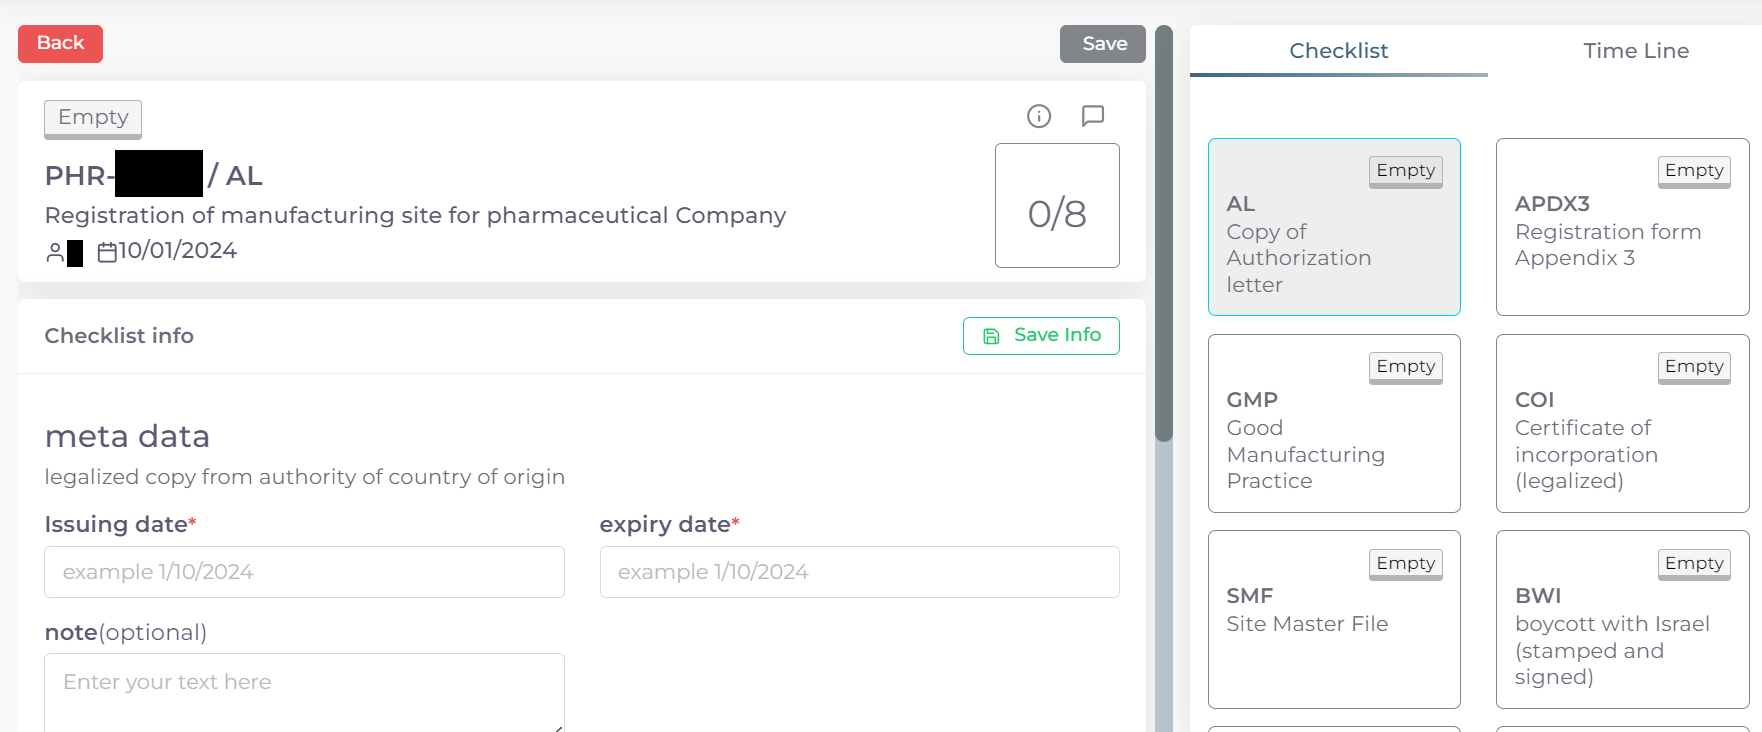 Back
Save
Empty
PHR- / AL
Registration of manufacturing site for pharmaceutical Company
10/01/2024
0/8
Checklist info
Save Info
meta data
legalized copy from authority of country of origin
Issuing date*
expiry date*
example 1/10/2024
example 1/10/2024
note(optional)
Enter your text here
Checklist
Time Line
Empty
AL
Copy of
Authorization
letter
Empty
APDX3
Registration form
Appendix 3
Empty
GMP
Good
Manufacturing
Practice
Empty
COI
Certificate of
incorporation
(legalized)
Empty
SMF
Site Master File
Empty
BWI
boycott with Israel
(stamped and
signed)